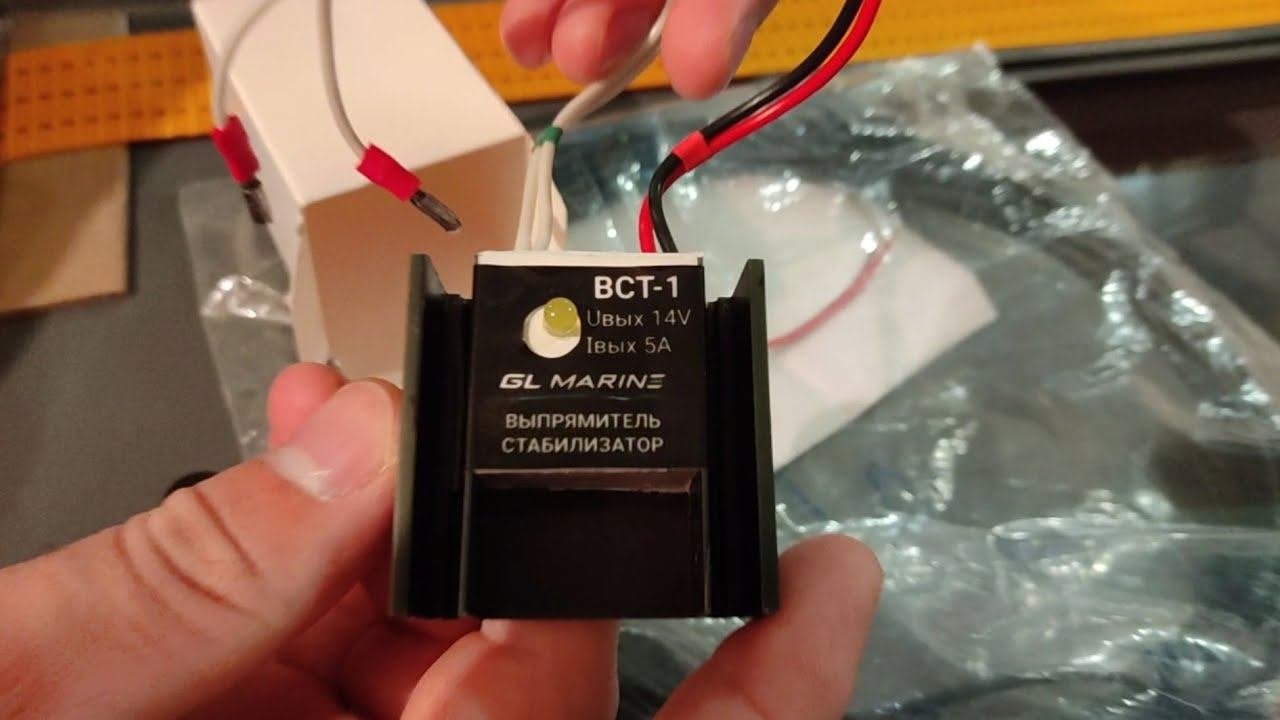 ВСТ-1
Uвых 14V
Iвых 5A
GL MARINE
ВЫПРЯМИТЕЛЬ
СТАБИЛИЗАТОР